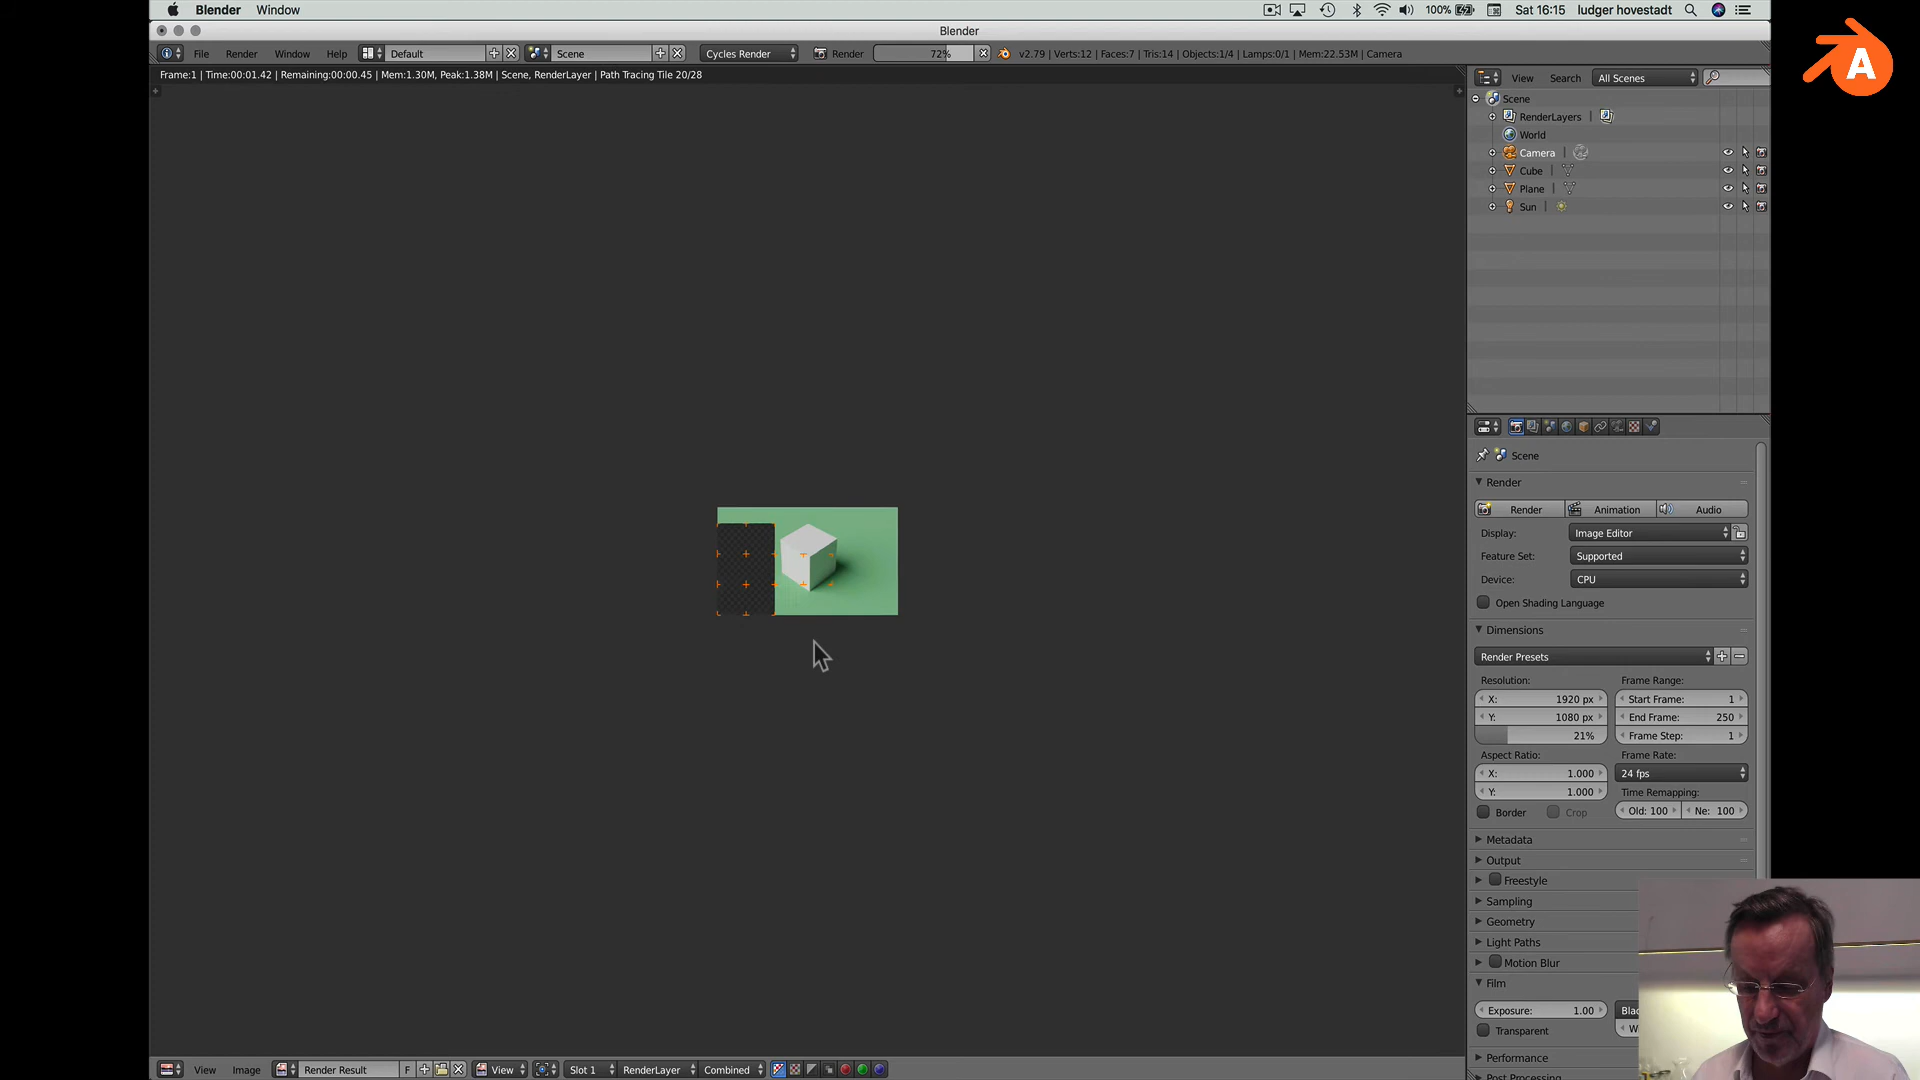 Blender Window 100% Sat 16:15 ludger hovestadt
Blender
File Render Window Help Default Scene Cycles Render Render 72% v2.79 | Verts:12 | Faces:7 | Tris:14 | Objects:1/4 | Lamps:0/1 | Mem:22.53M | Camera
Frame:1 | Time:00:01.42 | Remaining:00:00.45 | Mem:1.30M, Peak:1.38M | Scene, RenderLayer | Path Tracing Tile 20/28
View Search All Scenes
Scene
RenderLayers
World
Camera
Cube
Plane
Sun
Scene
Render
Render Animation Audio
Display: Image Editor
Feature Set: Supported
Device: CPU
Open Shading Language
Dimensions
Render Presets
Resolution: Frame Range:
X: 1920 px Start Frame: 1
Y: 1080 px End Frame: 250
21% Frame Step: 1
Aspect Ratio: Frame Rate:
X: 1.000 24 fps
Y: 1.000 Time Remapping:
Border Crop Old: 100 Ne: 100
Metadata
Output
Freestyle
Sampling
Geometry
Light Paths
Motion Blur
Film
Exposure: 1.00 Blac
Transparent W
Performance
Post Processing
View Image Render Result F View Slot 1 RenderLayer Combined
A